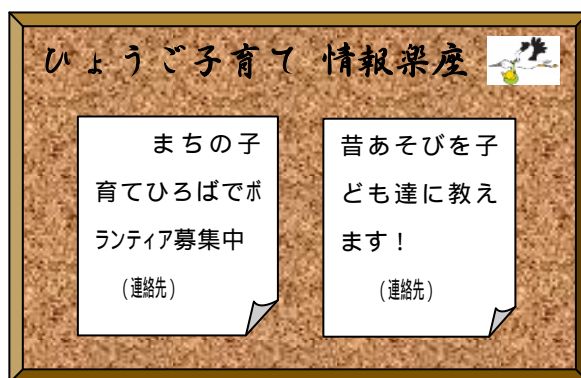 ひょうご子育て 情報楽座
まちの子
育てひろばでボ
ランティア募集中
（連絡先）
昔あそびを子
ども達に教え
ます！
（連絡先）